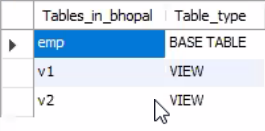 Tables_in_bhopal Table_type
emp BASE TABLE
v1 VIEW
v2 VIEW